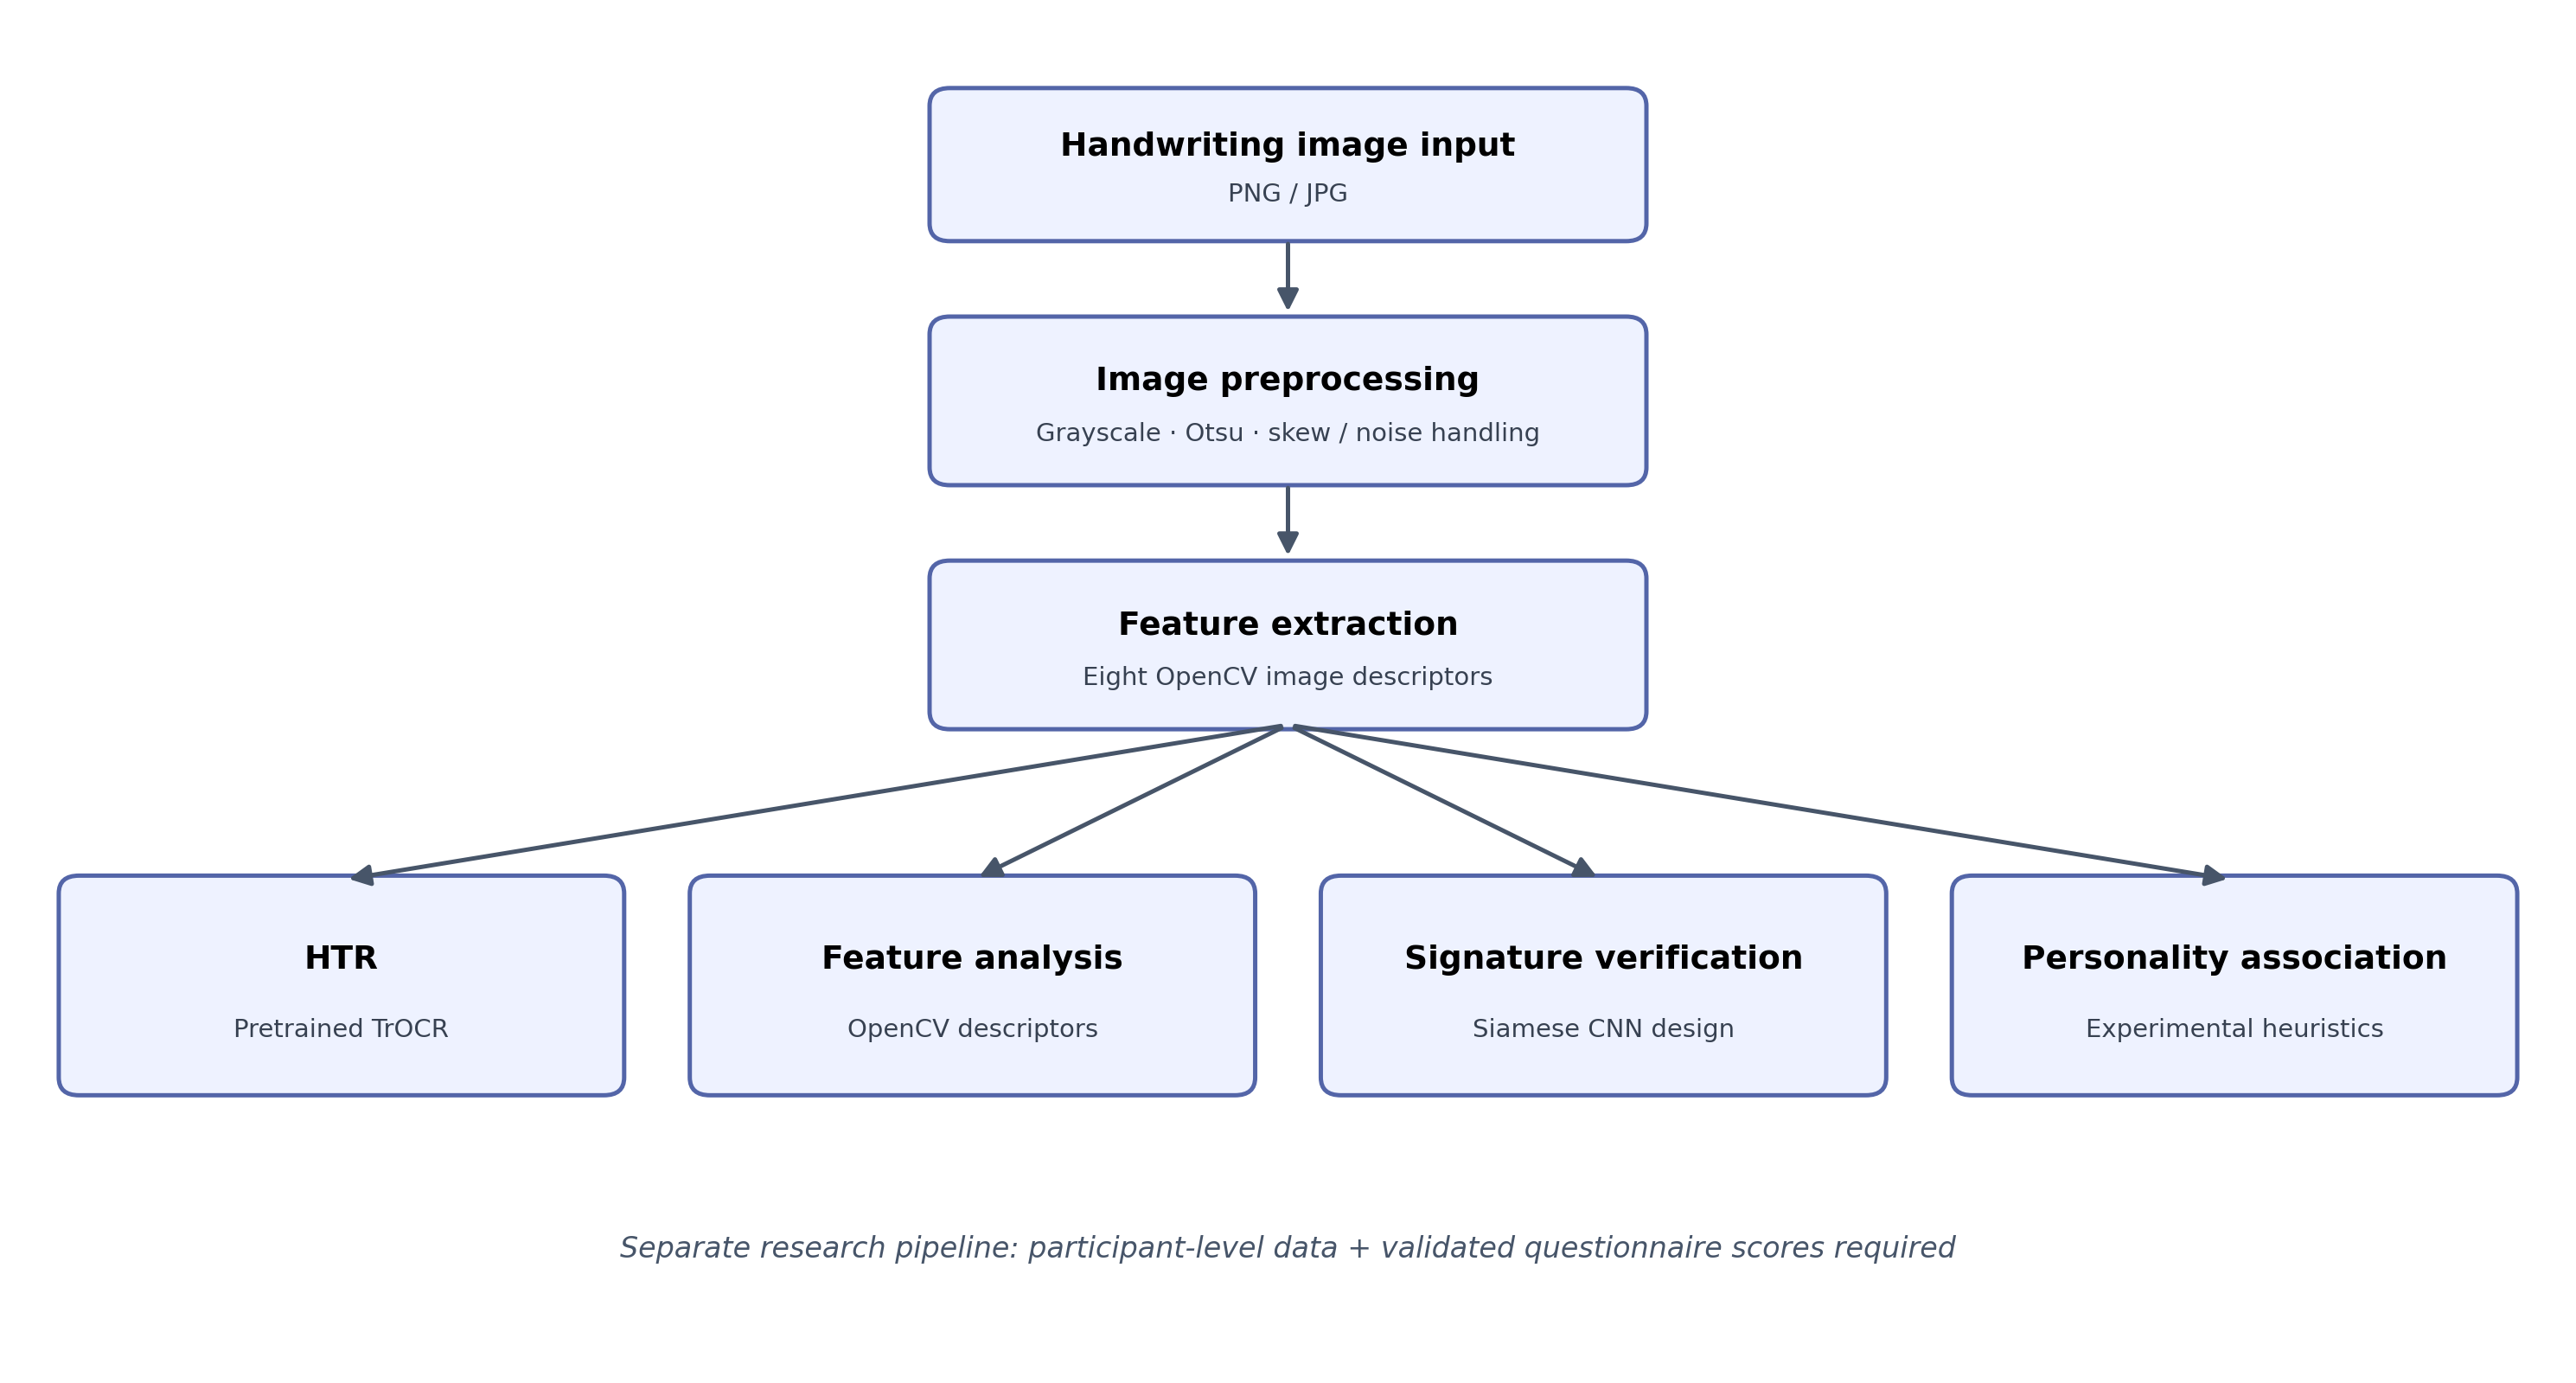 Handwriting image input
PNG / JPG
Image preprocessing
Grayscale · Otsu · skew / noise handling
Feature extraction
Eight OpenCV image descriptors
HTR
Pretrained TrOCR
Feature analysis
OpenCV descriptors
Signature verification
Siamese CNN design
Personality association
Experimental heuristics
Separate research pipeline: participant-level data + validated questionnaire scores required